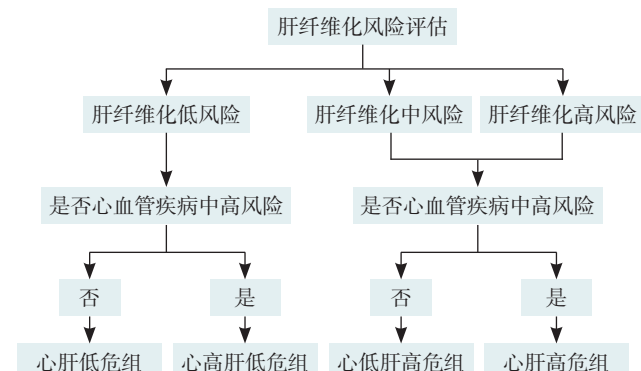 肝纤维化风险评估
肝纤维化低风险
肝纤维化中风险
肝纤维化高风险
是否心血管疾病中高风险
是否心血管疾病中高风险
否
是
否
是
心肝低危组
心高肝低危组
心低肝高危组
心肝高危组